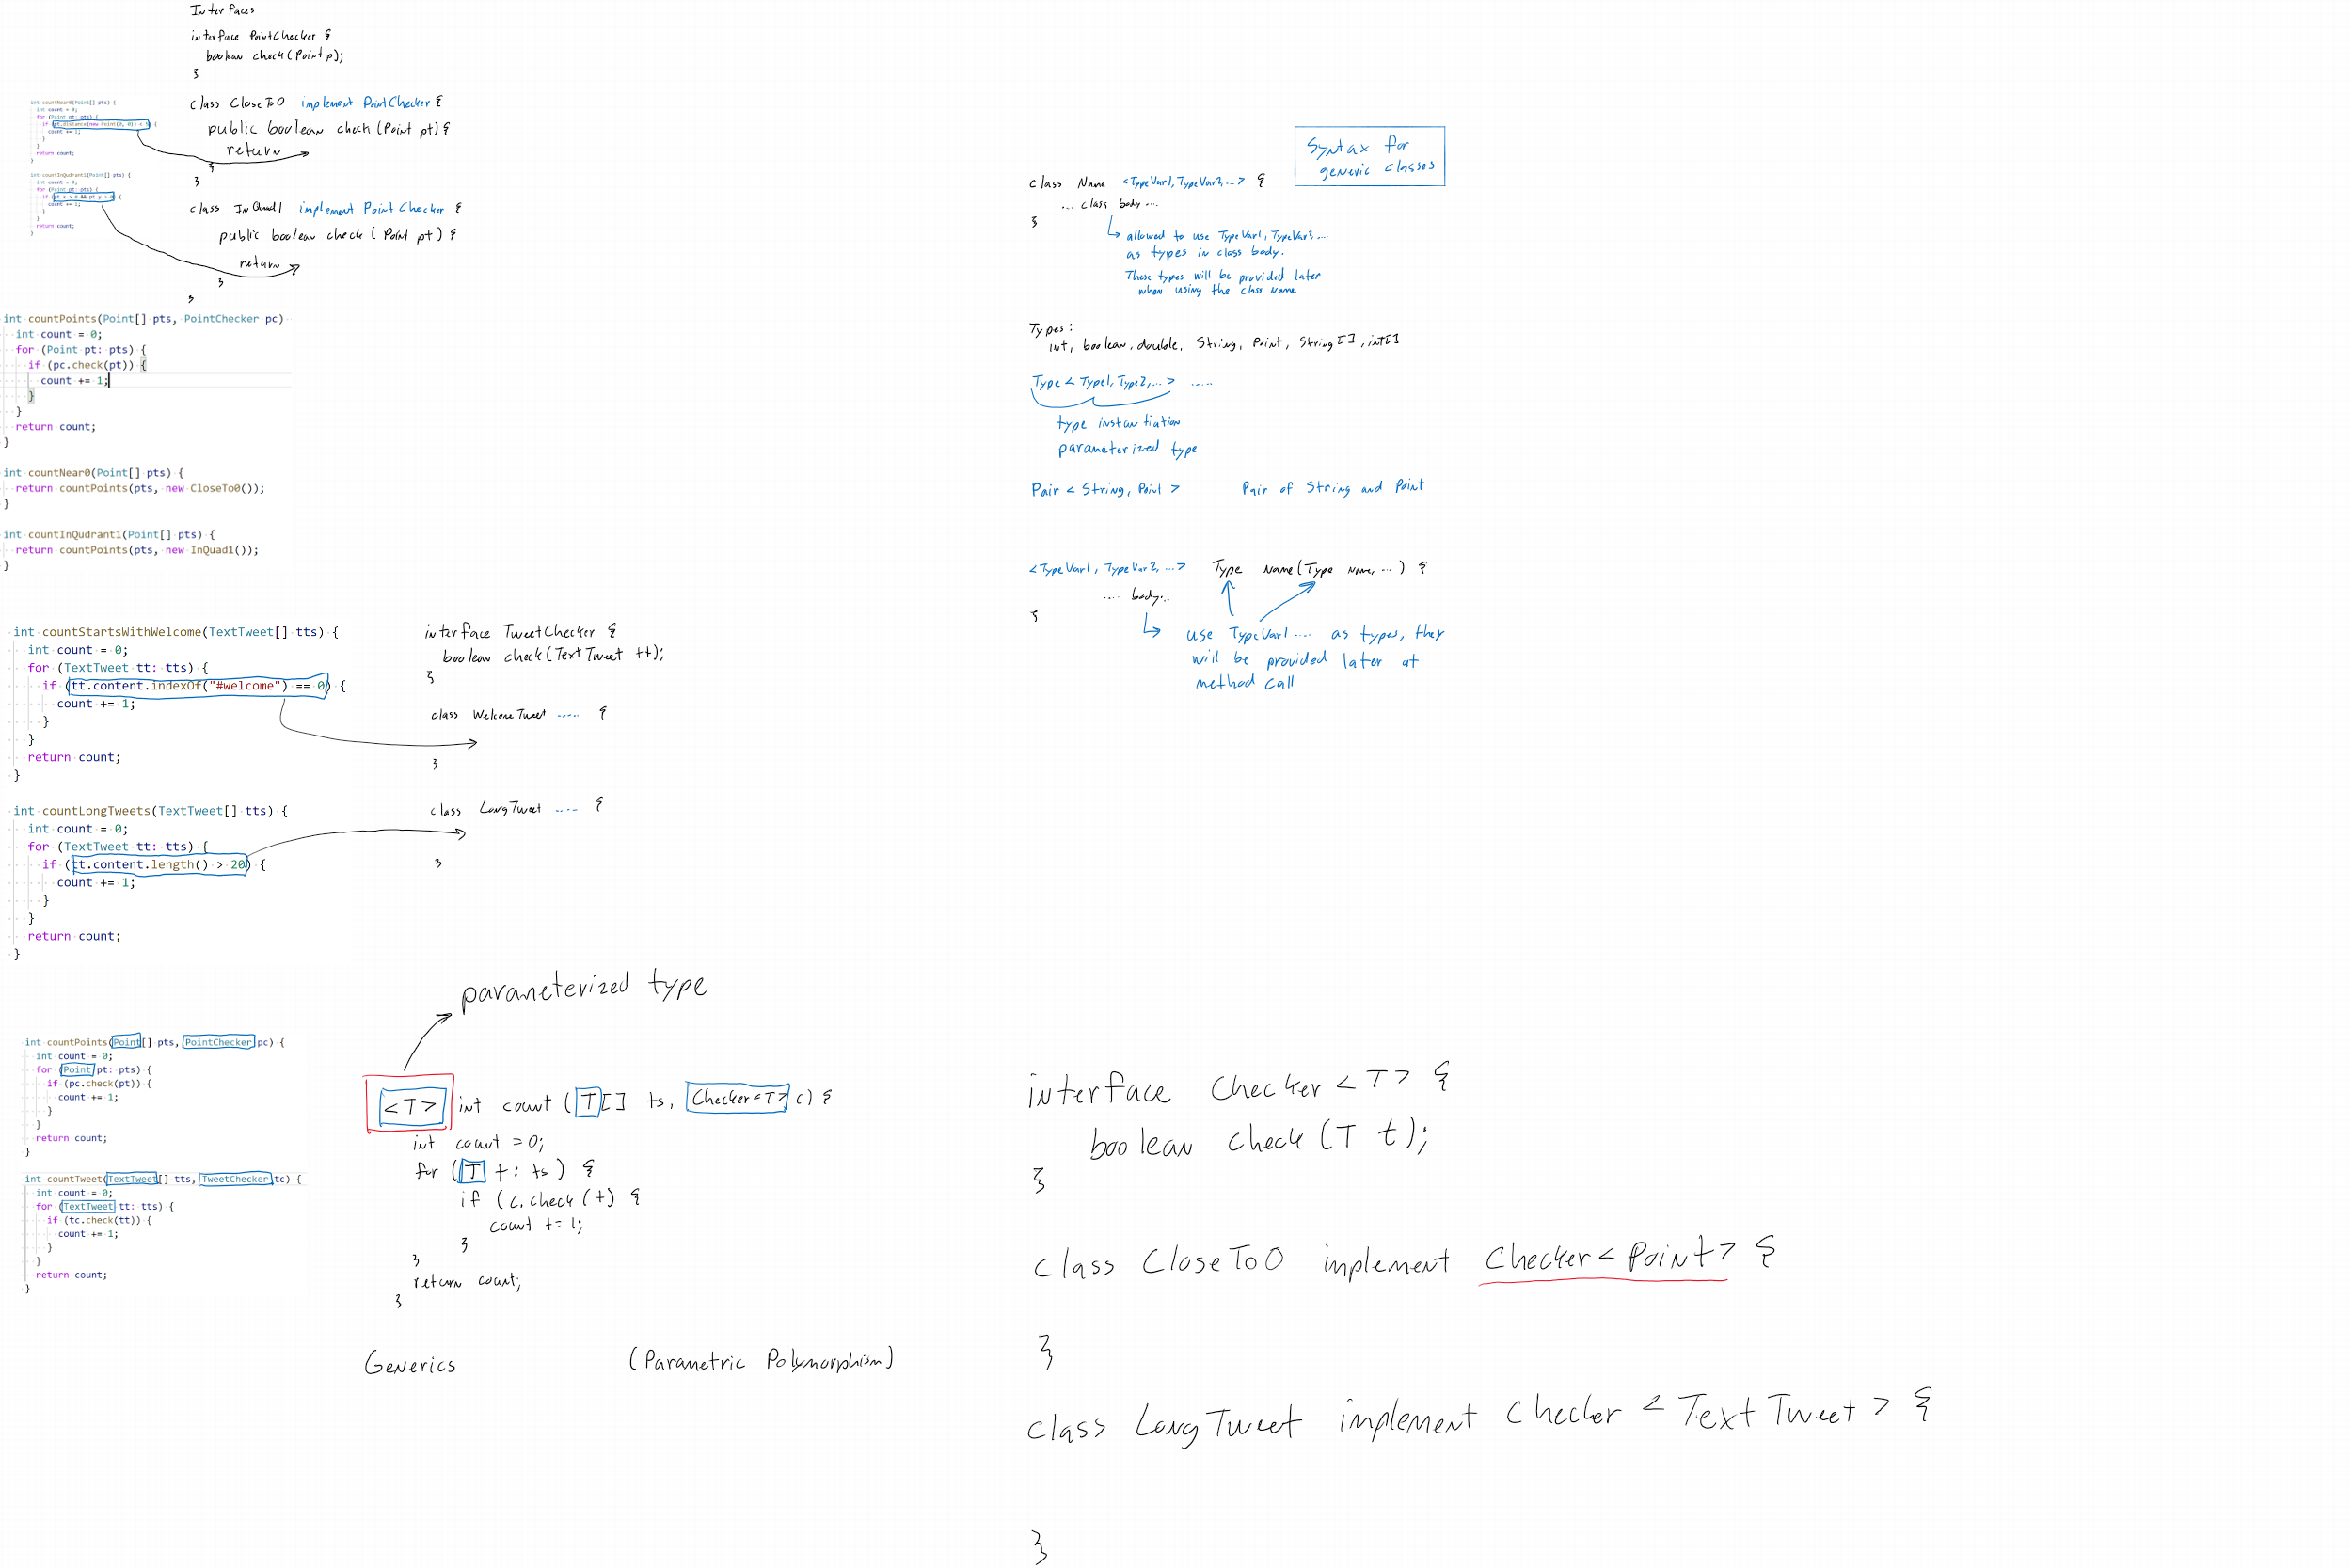 Interfaces
interface PointChecker {
boolean check(Point p);
}
int countNear0(Point[] pts) {
int count = 0;
for (Point pt: pts) {
if (pt.distance(new Point(0, 0)) < 5) {
count += 1;
}
}
return count;
}
class CloseTo0 implement PointChecker {
public boolean check (Point pt) {
return
}
}
int countInQudrant1(Point[] pts) {
int count = 0;
for (Point pt: pts) {
if (pt.x > 0 && pt.y > 0) {
count += 1;
}
}
return count;
}
class InQuad1 implement PointChecker {
public boolean check (Point pt) {
return
}
}
int countPoints(Point[] pts, PointChecker pc)
int count = 0;
for (Point pt: pts) {
if (pc.check(pt)) {
count += 1;
}
}
return count;
}
int countNear0(Point[] pts) {
return countPoints(pts, new CloseTo0());
}
int countInQudrant1(Point[] pts) {
return countPoints(pts, new InQuad1());
}
int countStartsWithWelcome(TextTweet[] tts) {
int count = 0;
for (TextTweet tt: tts) {
if (tt.content.indexOf("#welcome") == 0) {
count += 1;
}
}
return count;
}
interface TweetChecker {
boolean check(TextTweet tt);
}
class WelcomeTweet ..... {
}
int countLongTweets(TextTweet[] tts) {
int count = 0;
for (TextTweet tt: tts) {
if (tt.content.length() > 20) {
count += 1;
}
}
return count;
}
class LongTweet .... {
}
parameterized type
int countPoints(Point[] pts, PointChecker pc) {
int count = 0;
for (Point pt: pts) {
if (pc.check(pt)) {
count += 1;
}
}
return count;
}
int countTweet(TextTweet[] tts, TweetChecker tc) {
int count = 0;
for (TextTweet tt: tts) {
if (tc.check(tt)) {
count += 1;
}
}
return count;
}
<T> int count (T[] ts, Checker<T> c) {
int count = 0;
for (T t: ts) {
if (c.check(t) {
count += 1;
}
}
return count;
}
Generics (Parametric Polymorphism)
Syntax for
generic classes
class Name <TypeVar1, TypeVar2, ...> {
... class body ...
}
allowed to use TypeVar1, TypeVar2 ...
as types in class body.
These types will be provided later
when using the class Name
Types:
int, boolean, double, String, Point, String[], int[]
Type < Type1, Type2, ... > .....
type instantiation
parameterized type
Pair < String, Point > Pair of String and Point
<TypeVar1, TypeVar2, ...> Type Name(Type Name, ...) {
.... body...
}
use TypeVar1.... as types, they
will be provided later at
method call
interface Checker <T> {
boolean check (T t);
}
class CloseTo0 implement Checker<Point> {
}
class LongTweet implement Checker <TextTweet> {
}